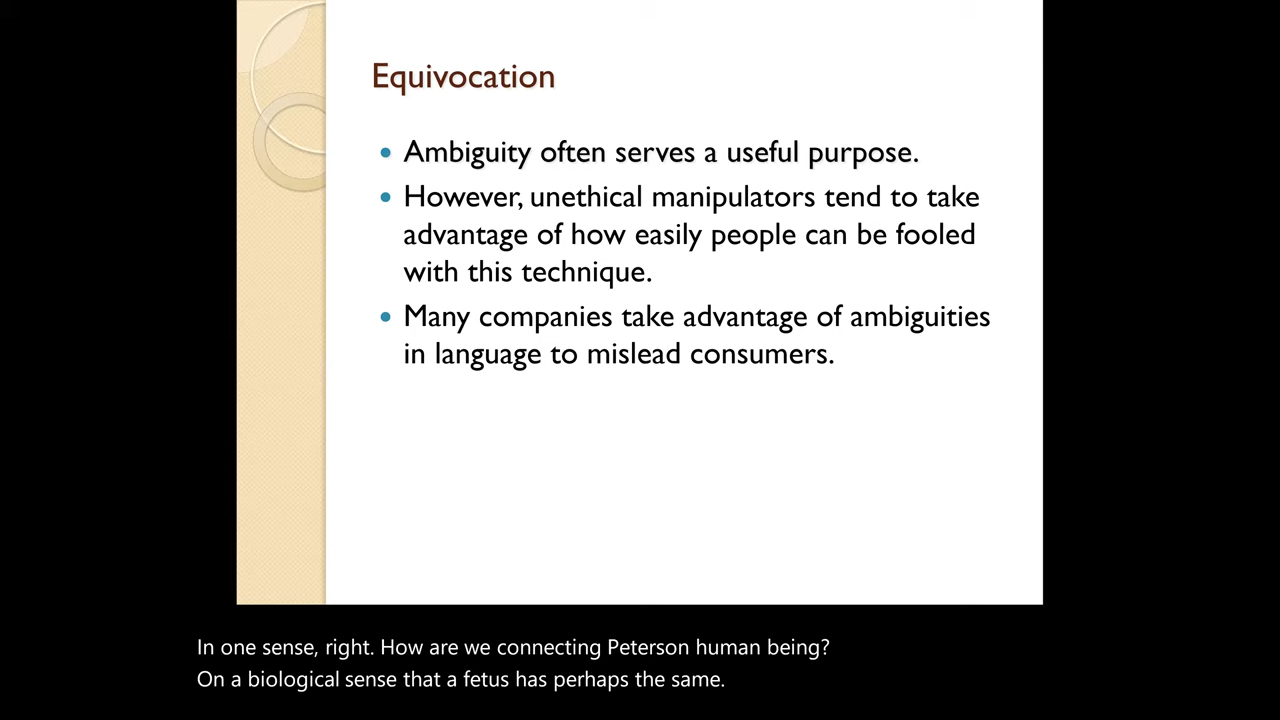 Equivocation
• Ambiguity often serves a useful purpose.
• However, unethical manipulators tend to take
advantage of how easily people can be fooled
with this technique.
• Many companies take advantage of ambiguities
in language to mislead consumers.
In one sense, right. How are we connecting Peterson human being?
On a biological sense that a fetus has perhaps the same.